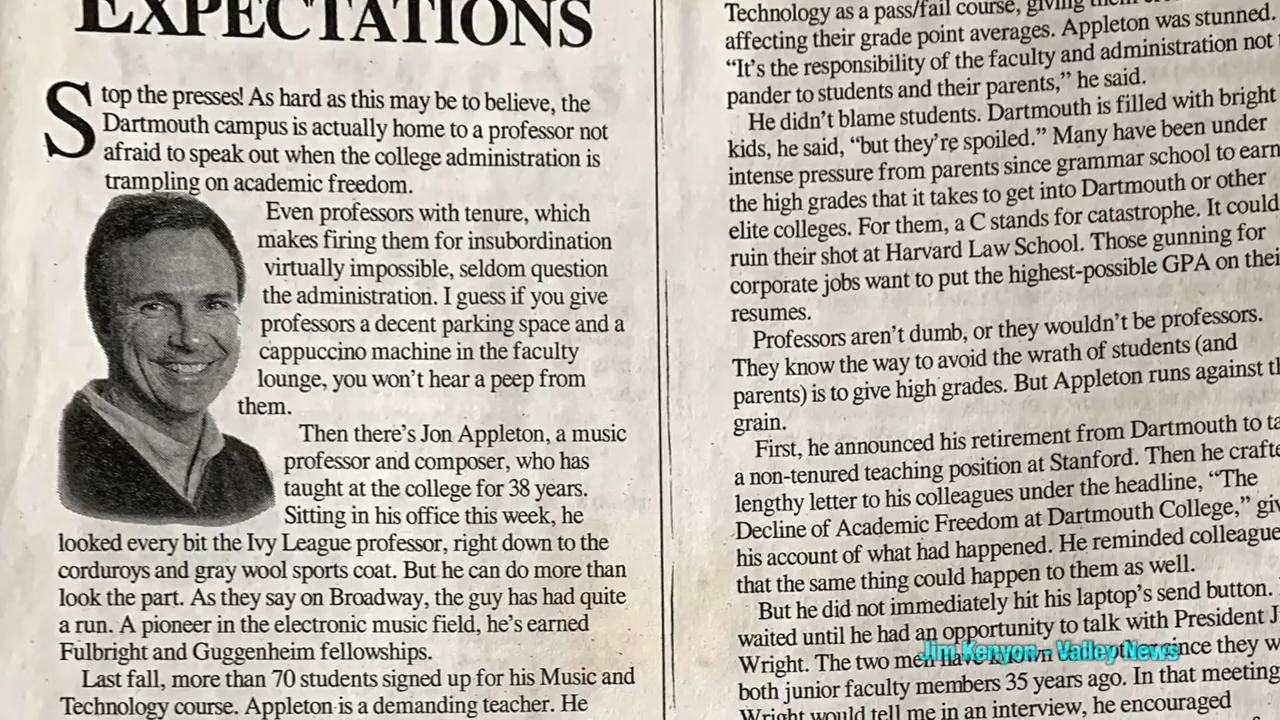 EXPECTATIONS
Stop the presses! As hard as this may be to believe, the
Dartmouth campus is actually home to a professor not
afraid to speak out when the college administration is
trampling on academic freedom.
Even professors with tenure, which
makes firing them for insubordination
virtually impossible, seldom question
the administration. I guess if you give
professors a decent parking space and a
cappuccino machine in the faculty
lounge, you won't hear a peep from
them.
Then there's Jon Appleton, a music
professor and composer, who has
taught at the college for 38 years.
Sitting in his office this week, he
looked every bit the Ivy League professor, right down to the
corduroys and gray wool sports coat. But he can do more than
look the part. As they say on Broadway, the guy has had quite
a run. A pioneer in the electronic music field, he's earned
Fulbright and Guggenheim fellowships.
Last fall, more than 70 students signed up for his Music and
Technology course. Appleton is a demanding teacher. He
Technology as a pass/fail course, giving them
affecting their grade point averages. Appleton was stunned.
"It's the responsibility of the faculty and administration not
pander to students and their parents," he said.
He didn't blame students. Dartmouth is filled with bright
kids, he said, "but they're spoiled." Many have been under
intense pressure from parents since grammar school to earn
the high grades that it takes to get into Dartmouth or other
elite colleges. For them, a C stands for catastrophe. It could
ruin their shot at Harvard Law School. Those gunning for
corporate jobs want to put the highest-possible GPA on thei
resumes.
Professors aren't dumb, or they wouldn't be professors.
They know the way to avoid the wrath of students (and
parents) is to give high grades. But Appleton runs against th
grain.
First, he announced his retirement from Dartmouth to ta
a non-tenured teaching position at Stanford. Then he crafte
lengthy letter to his colleagues under the headline, "The
Decline of Academic Freedom at Dartmouth College," giv
his account of what had happened. He reminded colleague
that the same thing could happen to them as well.
But he did not immediately hit his laptop's send button.
waited until he had an opportunity to talk with President J
Wright. The two men have known since they w
Jim Kenyon - Valley News
both junior faculty members 35 years ago. In that meeting
Wright would tell me in an interview, he encouraged